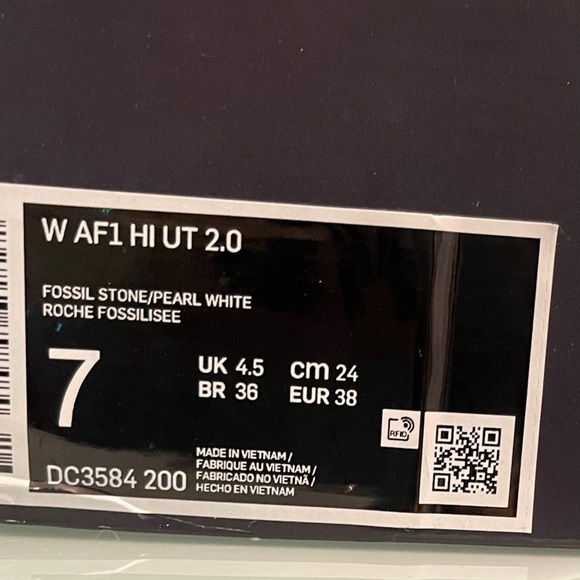 W AF1 HI UT 2.0
FOSSIL STONE/PEARL WHITE
ROCHE FOSSILISEE
7
UK 4.5 cm 24
BR 36 EUR 38
RFID
DC3584 200
MADE IN VIETNAM /
FABRIQUE AU VIETNAM /
FABRICADO NO VIETNÃ /
HECHO EN VIETNAM